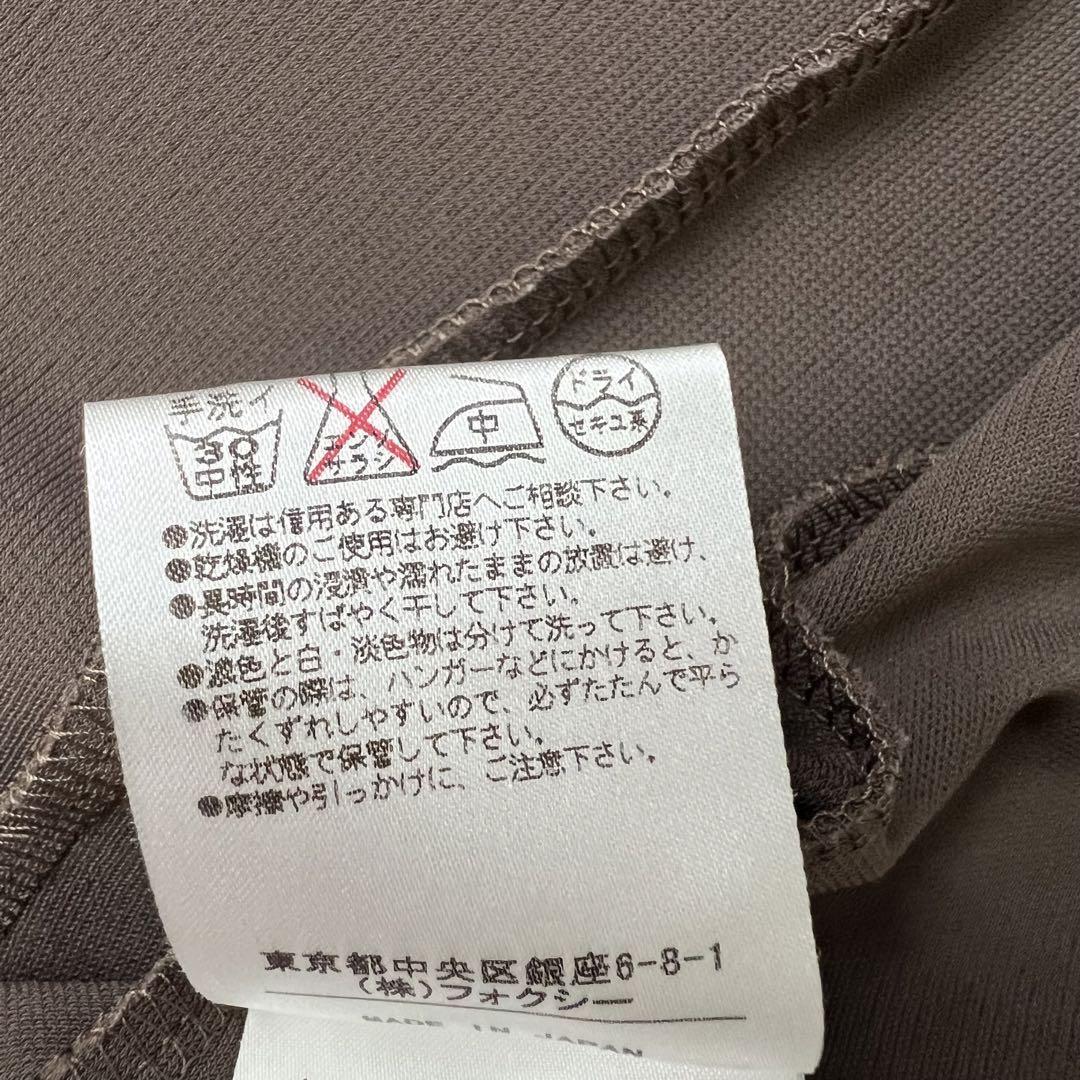 手洗イ
中性
エンソ
サラシ
中
ドライ
セキユ系
●洗濯は信用ある専門店へご相談下さい。
●乾燥機のご使用はお避け下さい。
●長時間の浸漬や濡れたままの放置は避け、
洗濯後すばやく干して下さい。
●濃色と白・淡色物は分けて洗って下さい。
●保管の際は、ハンガーなどにかけると、か
たくずれしやすいので、必ずたたんで平ら
な状態で保管して下さい。
●摩擦や引っかけに、ご注意下さい。
東京都中央区銀座6-8-1
(株)フォクシー
MADE IN JAPAN